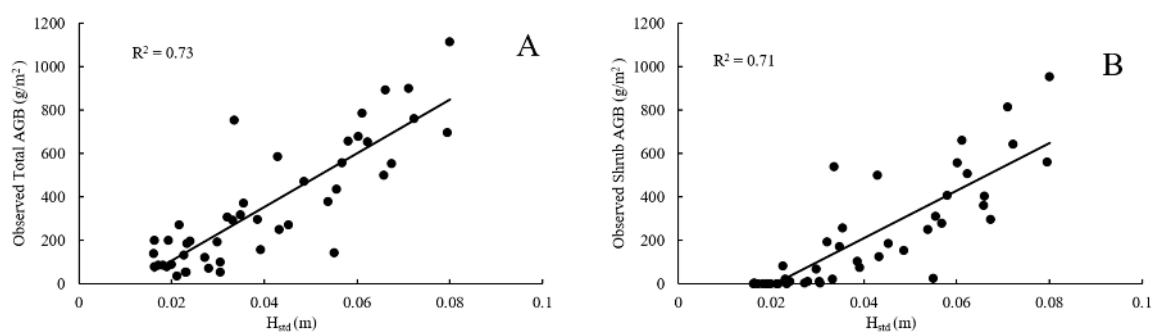 1200
1000
800
600
400
200
0
0 0.02 0.04 0.06 0.08 0.1
Observed Total AGB (g/m²)
H_std (m)
R² = 0.73
A
1200
1000
800
600
400
200
0
0 0.02 0.04 0.06 0.08 0.1
Observed Shrub AGB (g/m²)
H_std (m)
R² = 0.71
B